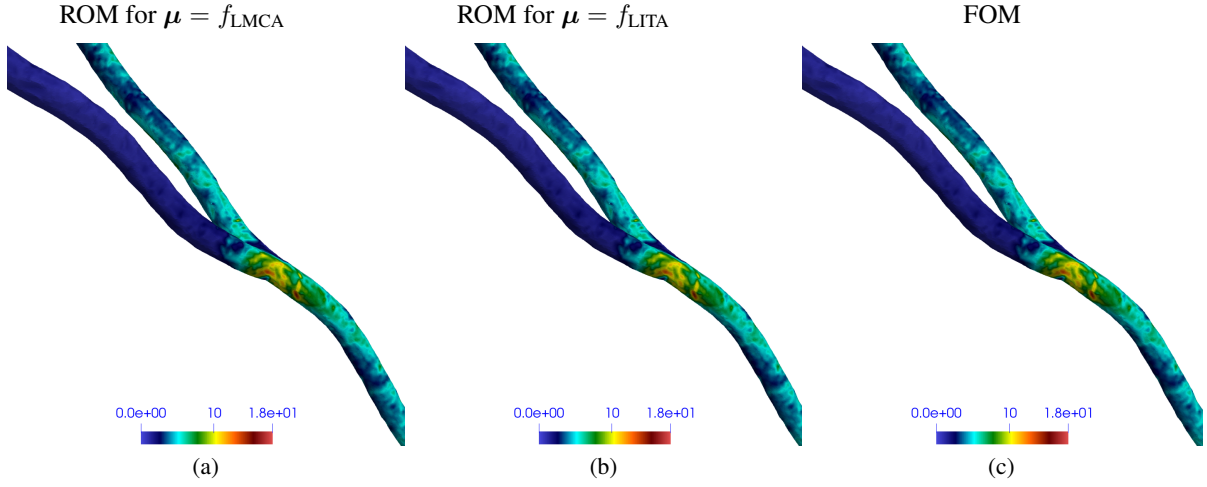 ROM for μ = f_LMCA ROM for μ = f_LITA FOM
0.0e+00 10 1.8e+01 0.0e+00 10 1.8e+01 0.0e+00 10 1.8e+01
(a) (b) (c)